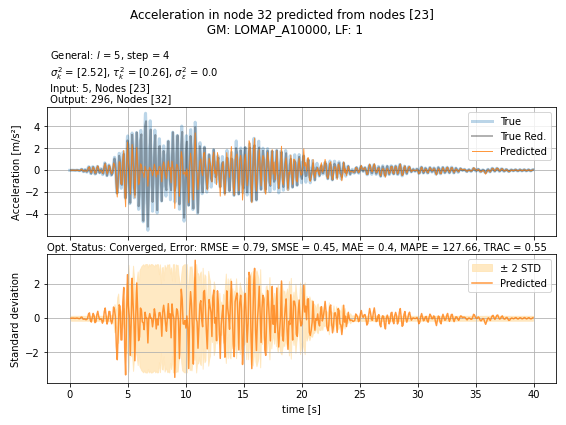 Acceleration in node 32 predicted from nodes [23]
GM: LOMAP_A10000, LF: 1
General: l = 5, step = 4
σ²ₖ = [2.52], τ²ₖ = [0.26], σ²ε = 0.0
Input: 5, Nodes [23]
Output: 296, Nodes [32]
True
True Red.
Predicted
Acceleration [m/s²]
4
2
0
−2
−4
Opt. Status: Converged, Error: RMSE = 0.79, SMSE = 0.45, MAE = 0.4, MAPE = 127.66, TRAC = 0.55
± 2 STD
Predicted
Standard deviation
2
0
−2
0 5 10 15 20 25 30 35 40
time [s]